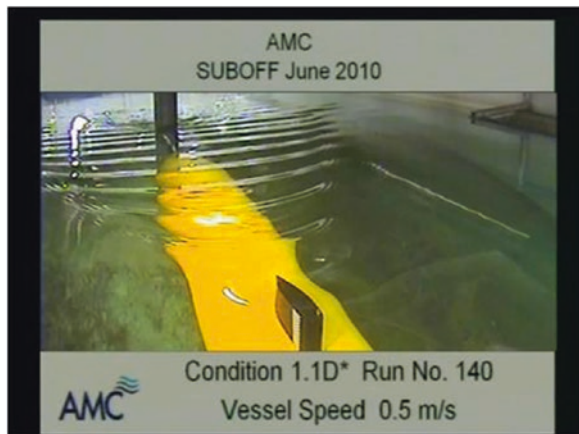 AMC
SUBOFF June 2010
Condition 1.1D* Run No. 140
AMC
Vessel Speed 0.5 m/s